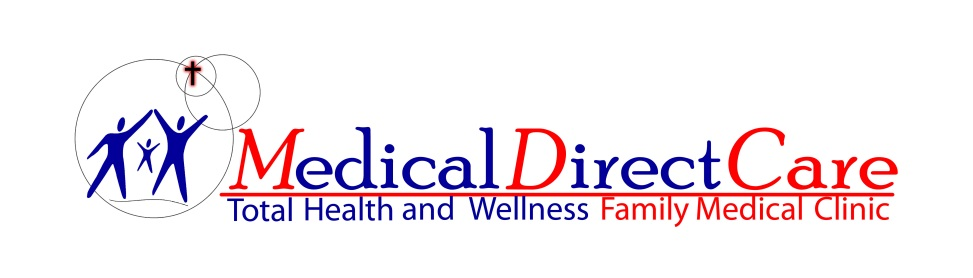 MedicalDirectCare
Total Health and Wellness Family Medical Clinic